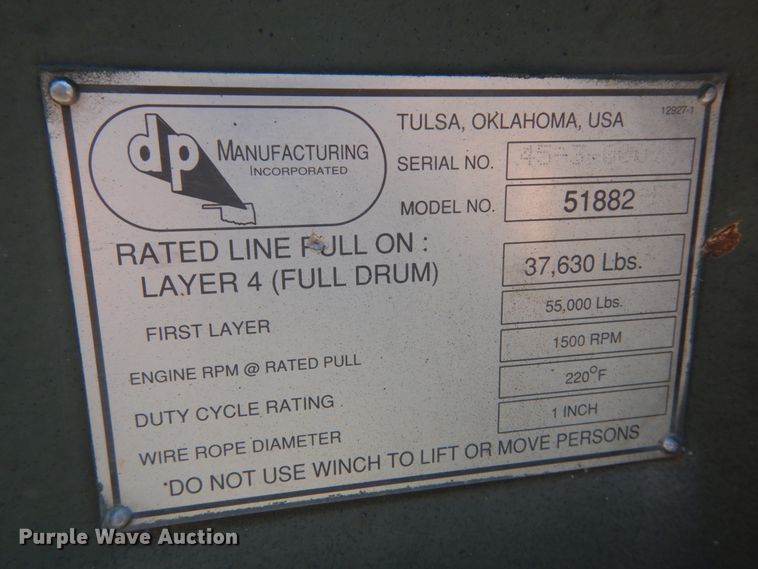 12927-1
dp MANUFACTURING
INCORPORATED
TULSA, OKLAHOMA, USA
SERIAL NO.
MODEL NO. 51882
RATED LINE PULL ON :
LAYER 4 (FULL DRUM) 37,630 Lbs.
FIRST LAYER 55,000 Lbs.
ENGINE RPM @ RATED PULL 1500 RPM
DUTY CYCLE RATING 220°F
WIRE ROPE DIAMETER 1 INCH
*DO NOT USE WINCH TO LIFT OR MOVE PERSONS
Purple Wave Auction